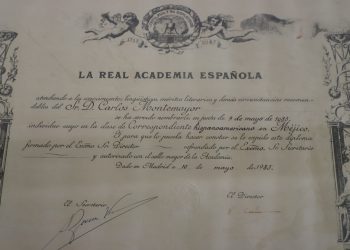 LA REAL ACADEMIA ESPAÑOLA
atendiendo a los conocimientos lingüísticos, méritos literarios y demás circunstancias recomen-
dables del Sr. D. Carlos Montemayor
se ha servido nombrarle en junta de 9 de mayo de 1985,
individuo suyo en la clase de Correspondiente hispanoamericano en Méjico.
Y para que lo pueda hacer constar se le expide este diploma
firmado por el Excmo. Sr. Director refrendado por el Excmo. Sr. Secretario
y autorizado con el sello mayor de la Academia.
Dado en Madrid a 10 de mayo de 1985.
El Secretario El Director